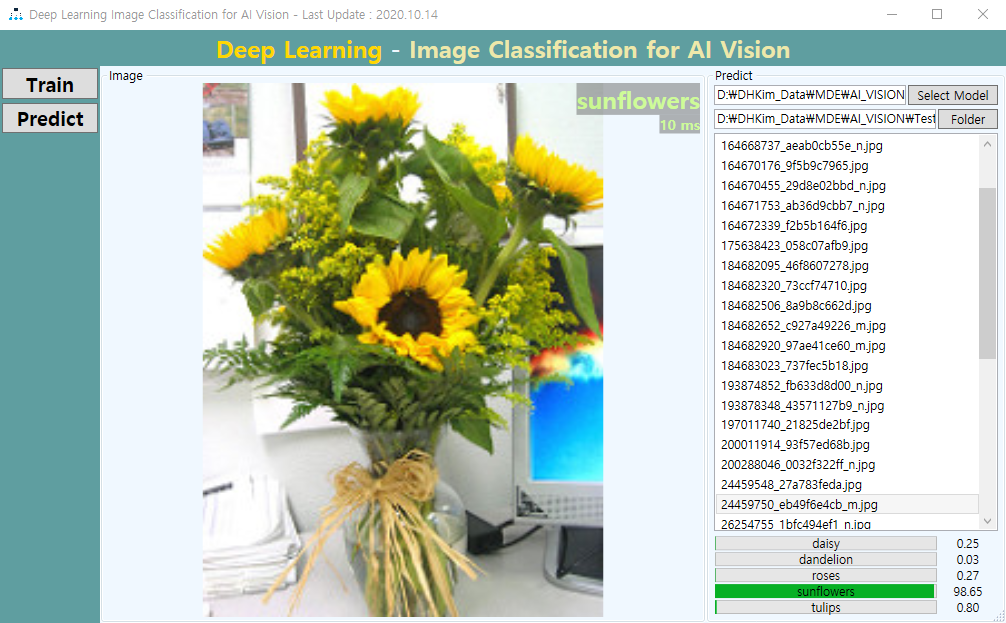 Deep Learning Image Classification for AI Vision - Last Update : 2020.10.14
Deep Learning - Image Classification for AI Vision
Train
Predict
Image
sunflowers
10 ms
Predict
D:₩DHKim_Data₩MDE₩AI_VISION
Select Model
D:₩DHKim_Data₩MDE₩AI_VISION₩Test
Folder
164668737_aeab0cb55e_n.jpg
164670176_9f5b9c7965.jpg
164670455_29d8e02bbd_n.jpg
164671753_ab36d9cbb7_n.jpg
164672339_f2b5b164f6.jpg
175638423_058c07afb9.jpg
184682095_46f8607278.jpg
184682320_73ccf74710.jpg
184682506_8a9b8c662d.jpg
184682652_c927a49226_m.jpg
184682920_97ae41ce60_m.jpg
184683023_737fec5b18.jpg
193874852_fb633d8d00_n.jpg
193878348_43571127b9_n.jpg
197011740_21825de2bf.jpg
200011914_93f57ed68b.jpg
200288046_0032f322ff_n.jpg
24459548_27a783feda.jpg
24459750_eb49f6e4cb_m.jpg
26254755_1bfc494ef1_n.jpg
daisy 0.25
dandelion 0.03
roses 0.27
sunflowers 98.65
tulips 0.80